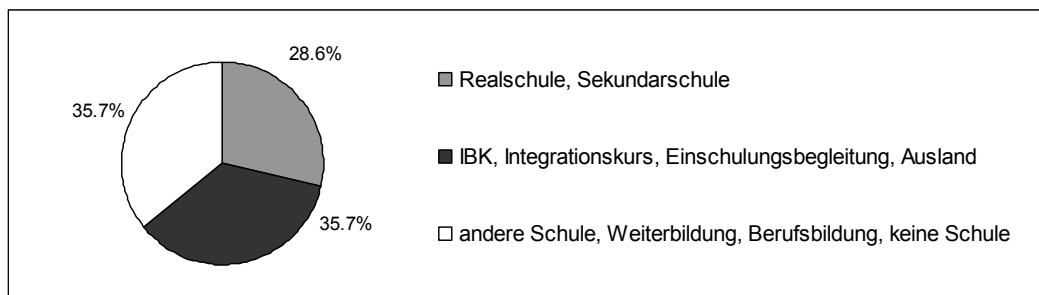 28.6%
35.7%
35.7%
Realschule, Sekundarschule
IBK, Integrationskurs, Einschulungsbegleitung, Ausland
andere Schule, Weiterbildung, Berufsbildung, keine Schule